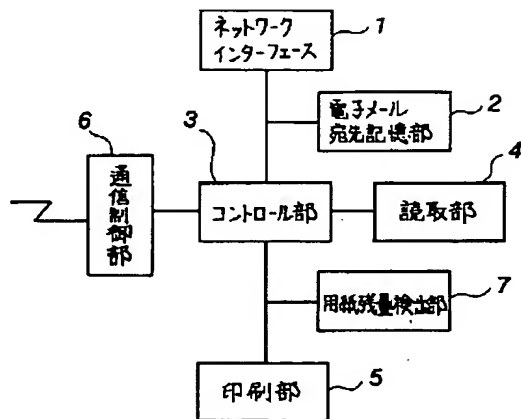 1
ネットワーク
インターフェース
2
電子メール
宛先記憶部
3
コントロール部
4
読取部
6
通信制御部
7
用紙残量検出部
5
印刷部